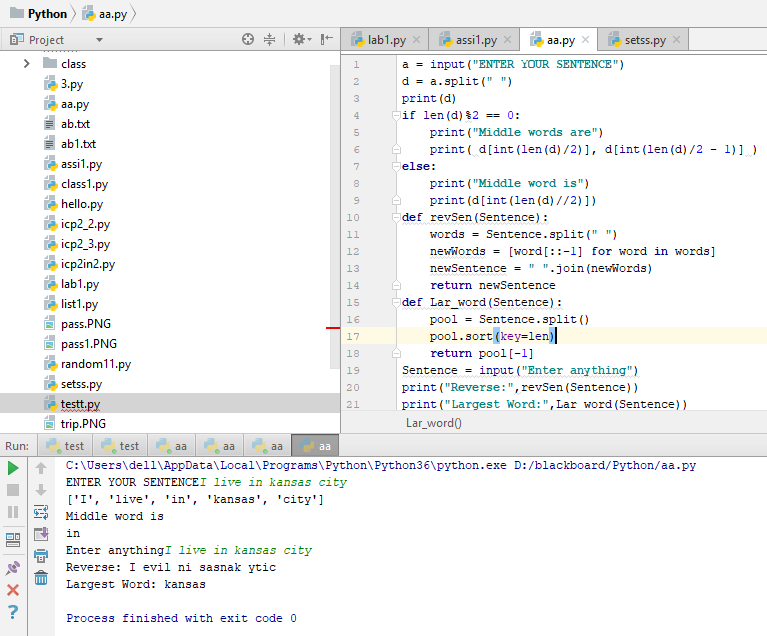 Python aa.py
Project
lab1.py assi1.py aa.py setss.py
class
3.py
aa.py
ab.txt
ab1.txt
assi1.py
class1.py
hello.py
icp2_2.py
icp2_3.py
icp2in2.py
lab1.py
list1.py
pass.PNG
pass1.PNG
random11.py
setss.py
testt.py
trip.PNG
1 a = input("ENTER YOUR SENTENCE")
2 d = a.split(" ")
3 print(d)
4 if len(d)%2 == 0:
5 print("Middle words are")
6 print( d[int(len(d)/2)], d[int(len(d)/2 - 1)] )
7 else:
8 print("Middle word is")
9 print(d[int(len(d)//2)])
10 def revSen(Sentence):
11 words = Sentence.split(" ")
12 newWords = [word[::-1] for word in words]
13 newSentence = " ".join(newWords)
14 return newSentence
15 def Lar_word(Sentence):
16 pool = Sentence.split()
17 pool.sort(key=len)
18 return pool[-1]
19 Sentence = input("Enter anything")
20 print("Reverse:",revSen(Sentence))
21 print("Largest Word:",Lar_word(Sentence))
Lar_word()
Run: test test aa aa aa aa
C:\Users\dell\AppData\Local\Programs\Python\Python36\python.exe D:/blackboard/Python/aa.py
ENTER YOUR SENTENCEI live in kansas city
['I', 'live', 'in', 'kansas', 'city']
Middle word is
in
Enter anythingI live in kansas city
Reverse: I evil ni sasnak ytic
Largest Word: kansas
Process finished with exit code 0